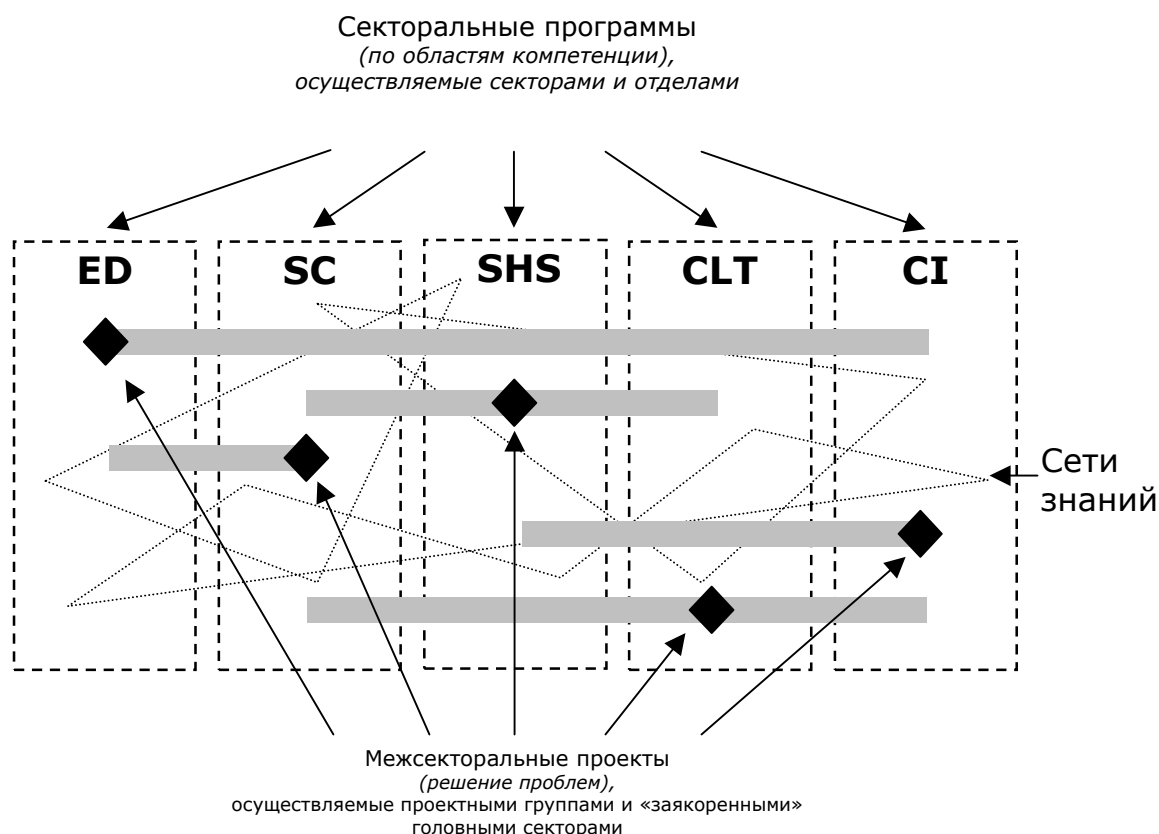 Секторальные программы
(по областям компетенции),
осуществляемые секторами и отделами
ED
SC
SHS
CLT
CI
Сети
знаний
Межсекторальные проекты
(решение проблем),
осуществляемые проектными группами и «заякоренными»
головными секторами